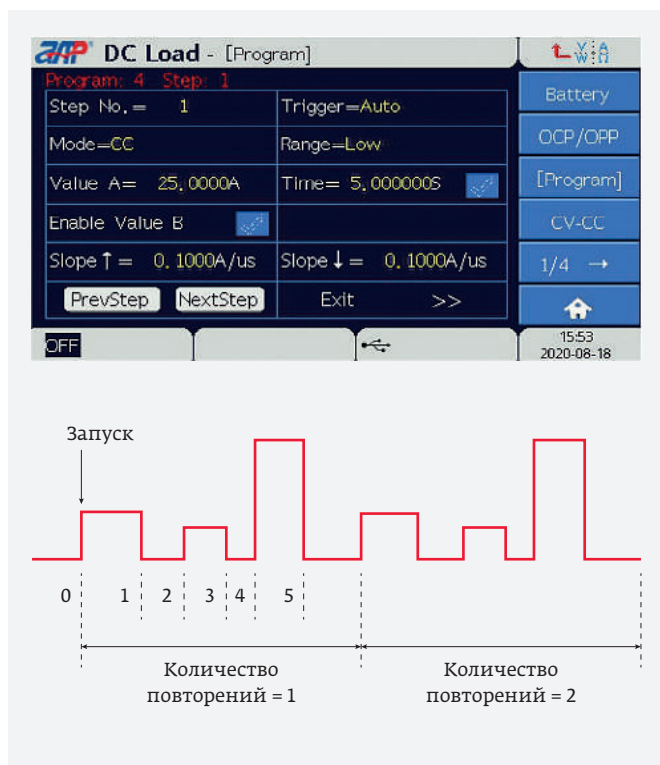 DC Load - [Program]
Program: 4 Step: 1
Step No.= 1 Trigger=Auto
Mode=CC Range=Low
Value A= 25,0000A Time= 5,000000S
Enable Value B
Slope↑= 0.1000A/us Slope↓= 0.1000A/us
PrevStep NextStep Exit >>
OFF
Battery
OCP/OPP
[Program]
CV-CC
1/4 →
15:53
2020-08-18
Запуск
0 1 2 3 4 5
Количество повторений = 1
Количество повторений = 2